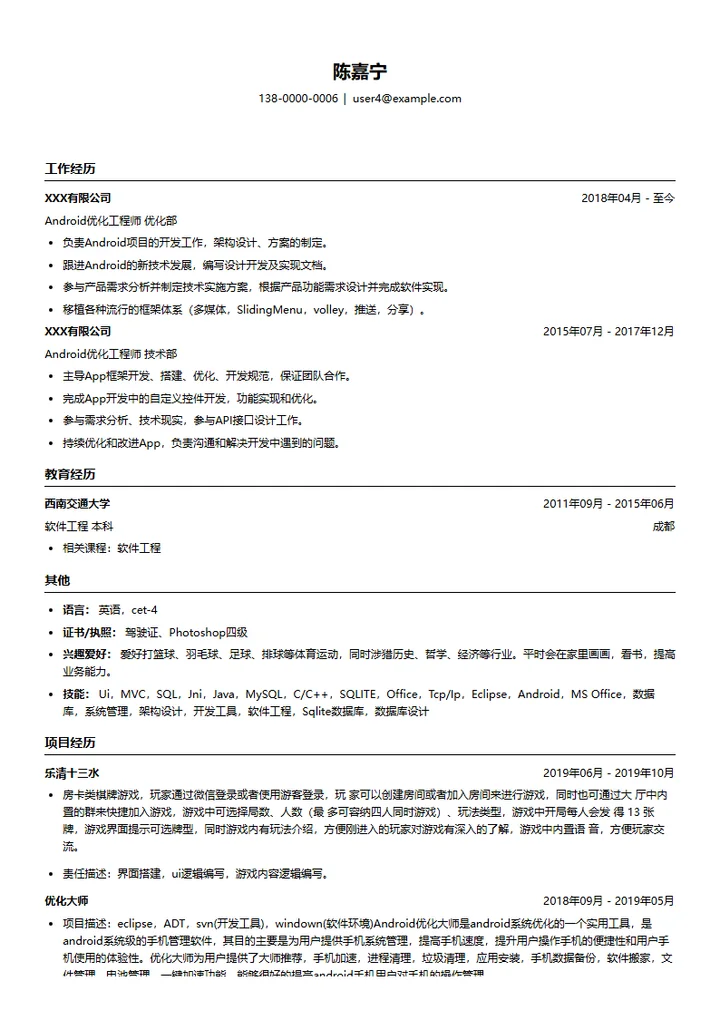 陈嘉宁
138-0000-0006 | user4@example.com
工作经历
XXX有限公司 2018年04月 - 至今
Android优化工程师 优化部
• 负责Android项目的开发工作，架构设计、方案的制定。
• 跟进Android的新技术发展，编写设计开发及实现文档。
• 参与产品需求分析并制定技术实施方案，根据产品功能需求设计并完成软件实现。
• 移植各种流行的框架体系（多媒体，SlidingMenu，volley，推送，分享）。
XXX有限公司 2015年07月 - 2017年12月
Android优化工程师 技术部
• 主导App框架开发、搭建、优化、开发规范，保证团队合作。
• 完成App开发中的自定义控件开发，功能实现和优化。
• 参与需求分析、技术现实，参与API接口设计工作。
• 持续优化和改进App，负责沟通和解决开发中遇到的问题。
教育经历
西南交通大学 2011年09月 - 2015年06月
软件工程 本科 成都
• 相关课程：软件工程
其他
• 语言： 英语，cet-4
• 证书/执照： 驾驶证、Photoshop四级
• 兴趣爱好： 爱好打篮球、羽毛球、足球、排球等体育运动，同时涉猎历史、哲学、经济等行业。平时会在家里画画，看书，提高
业务能力。
• 技能： Ui，MVC，SQL，Jni，Java，MySQL，C/C++，SQLITE，Office，Tcp/Ip，Eclipse，Android，MS Office，数据
库，系统管理，架构设计，开发工具，软件工程，Sqlite数据库，数据库设计
项目经历
乐清十三水 2019年06月 - 2019年10月
• 房卡类棋牌游戏，玩家通过微信登录或者使用游客登录，玩 家可以创建房间或者加入房间来进行游戏，同时也可通过大 厅中内
置的群来快捷加入游戏，游戏中可选择局数、人数（最 多可容纳四人同时游戏）、玩法类型，游戏中开局每人会发 得 13 张
牌，游戏界面提示可选牌型，同时游戏内有玩法介绍，方便刚进入的玩家对游戏有深入的了解，游戏中内置语 音，方便玩家交
流。
• 责任描述：界面搭建，ui逻辑编写，游戏内容逻辑编写。
优化大师 2018年09月 - 2019年05月
• 项目描述：eclipse，ADT，svn(开发工具)，windown(软件环境)Android优化大师是android系统优化的一个实用工具，是
android系统级的手机管理软件，其目的主要是为用户提供手机系统管理，提高手机速度，提升用户操作手机的便捷性和用户手
机使用的体验性。优化大师为用户提供了大师推荐，手机加速，进程清理，垃圾清理，应用安装，手机数据备份，软件搬家，文
件管理，电池管理，一键加速功能，能够很好的提高android手机用户对手机的操作管理